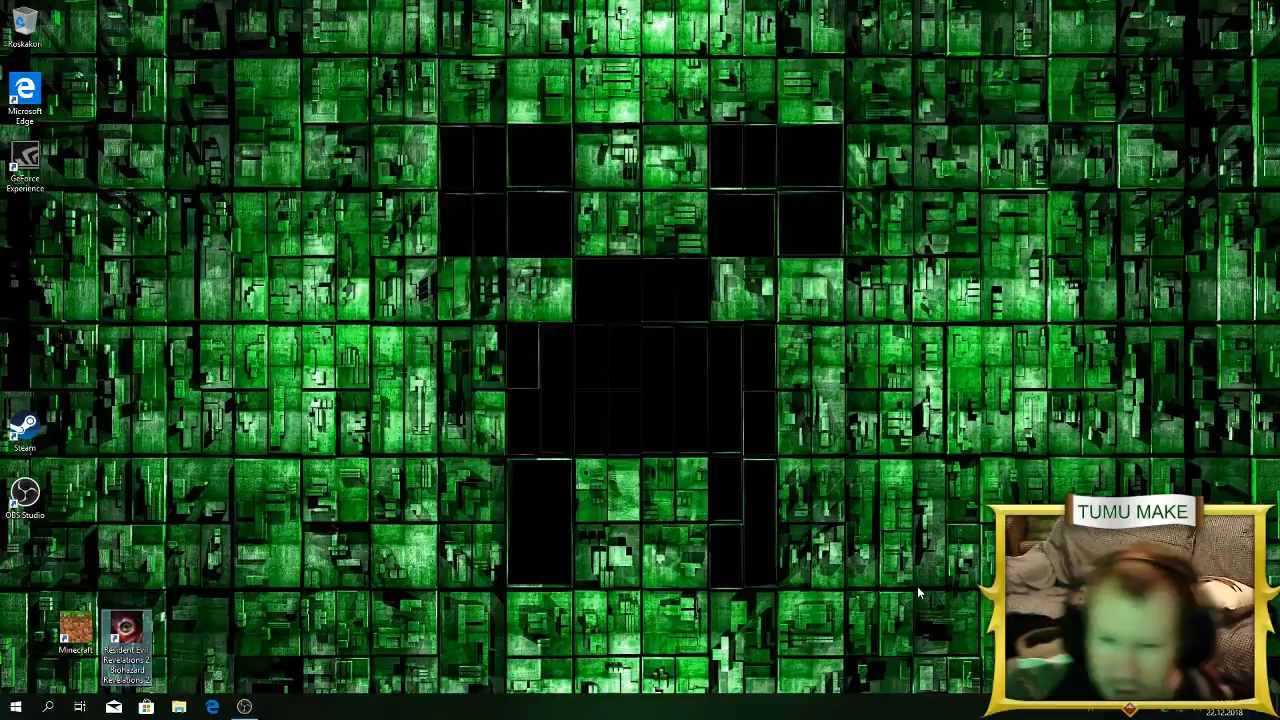 Roskakori
Microsoft
Edge
GeForce
Experience
Steam
OBS Studio
Minecraft
Resident Evil
Revelations 2
Biohazard
Revelations 2
TUMU MAKE
22.12.2018